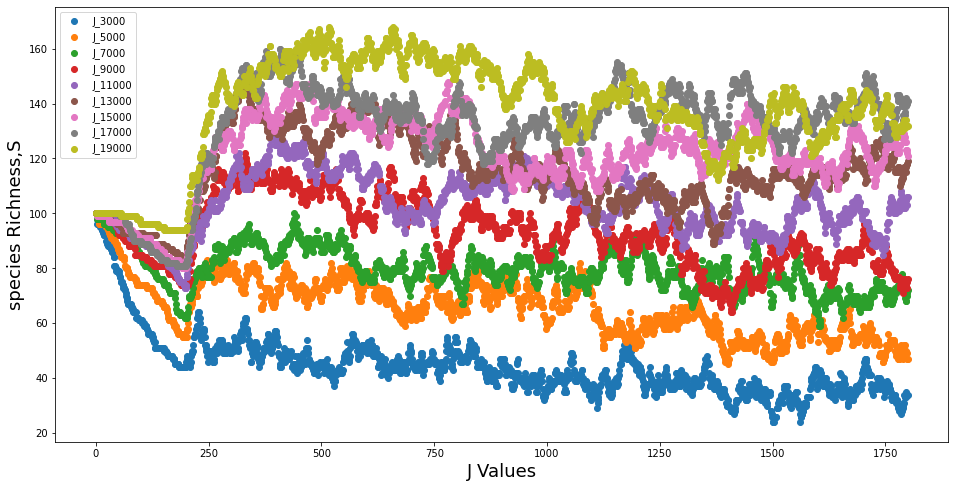 J_3000
J_5000
J_7000
J_9000
J_11000
J_13000
J_15000
J_17000
J_19000
species Richness,S
160
140
120
100
80
60
40
20
0
250
500
750
1000
1250
1500
1750
J Values